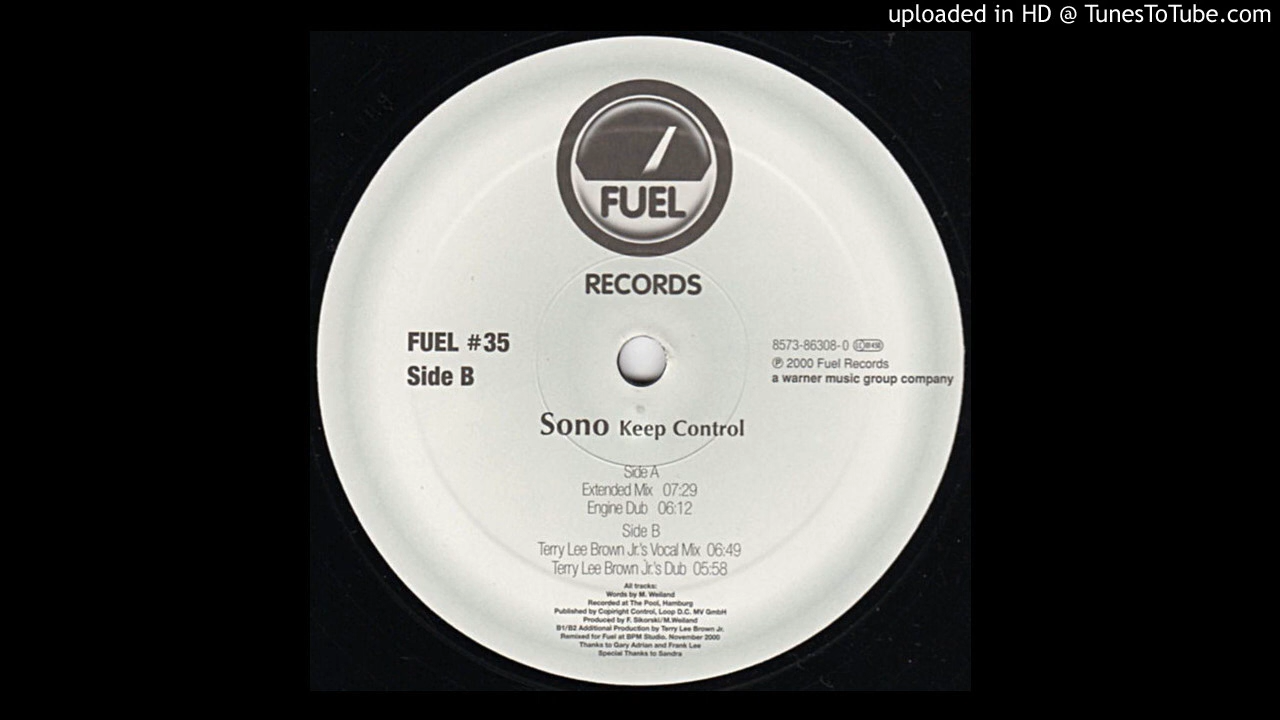 uploaded in HD @ TunesToTube.com
FUEL
RECORDS
FUEL #35
Side B
8573-86308-0
℗ 2000 Fuel Records
a warner music group company
Sono Keep Control
Side A
Extended Mix 07:29
Engine Dub 06:12
Side B
Terry Lee Brown Jr.'s Vocal Mix 06:49
Terry Lee Brown Jr.'s Dub 05:58
All tracks:
Words by M. Weiland
Recorded at The Pool, Hamburg
Published by Copiright Control, Loop D.C. MV GmbH
Produced by F. Sikorski/M.Weiland
B1/B2 Additional Production by Terry Lee Brown Jr.
Remixed for Fuel at BPM Studio. November 2000
Thanks to Gary Adrian and Frank Lee
Special Thanks to Sandra